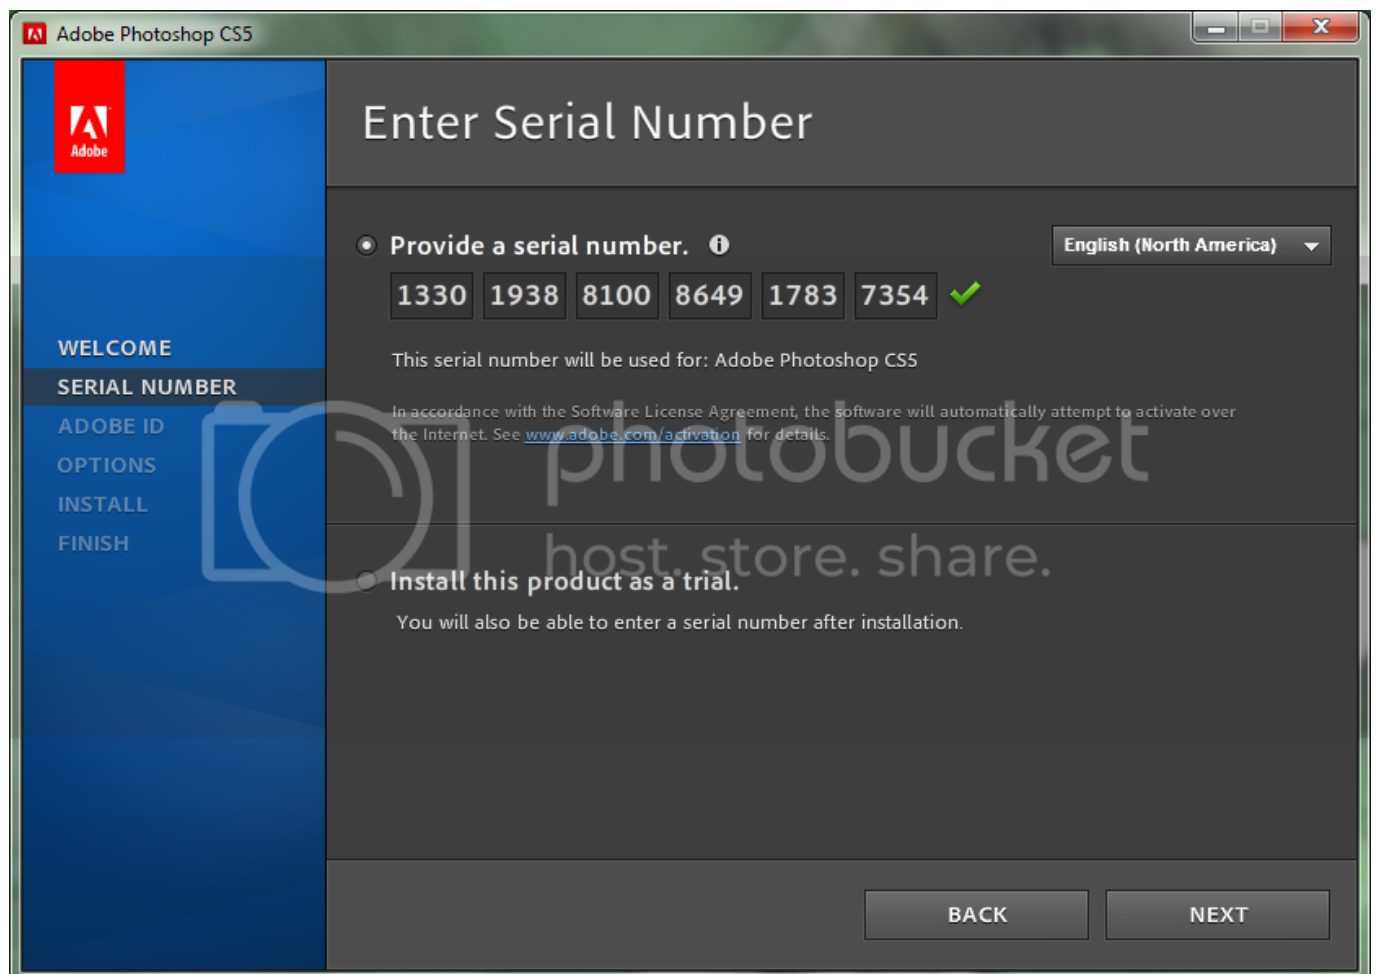 Adobe Photoshop CS5
Adobe
Enter Serial Number
Provide a serial number.
English (North America)
1330 1938 8100 8649 1783 7354
This serial number will be used for: Adobe Photoshop CS5
In accordance with the Software License Agreement, the software will automatically attempt to activate over
the Internet. See www.adobe.com/activation for details.
WELCOME
SERIAL NUMBER
ADOBE ID
OPTIONS
INSTALL
FINISH
photobucket
host. store. share.
Install this product as a trial.
You will also be able to enter a serial number after installation.
BACK
NEXT